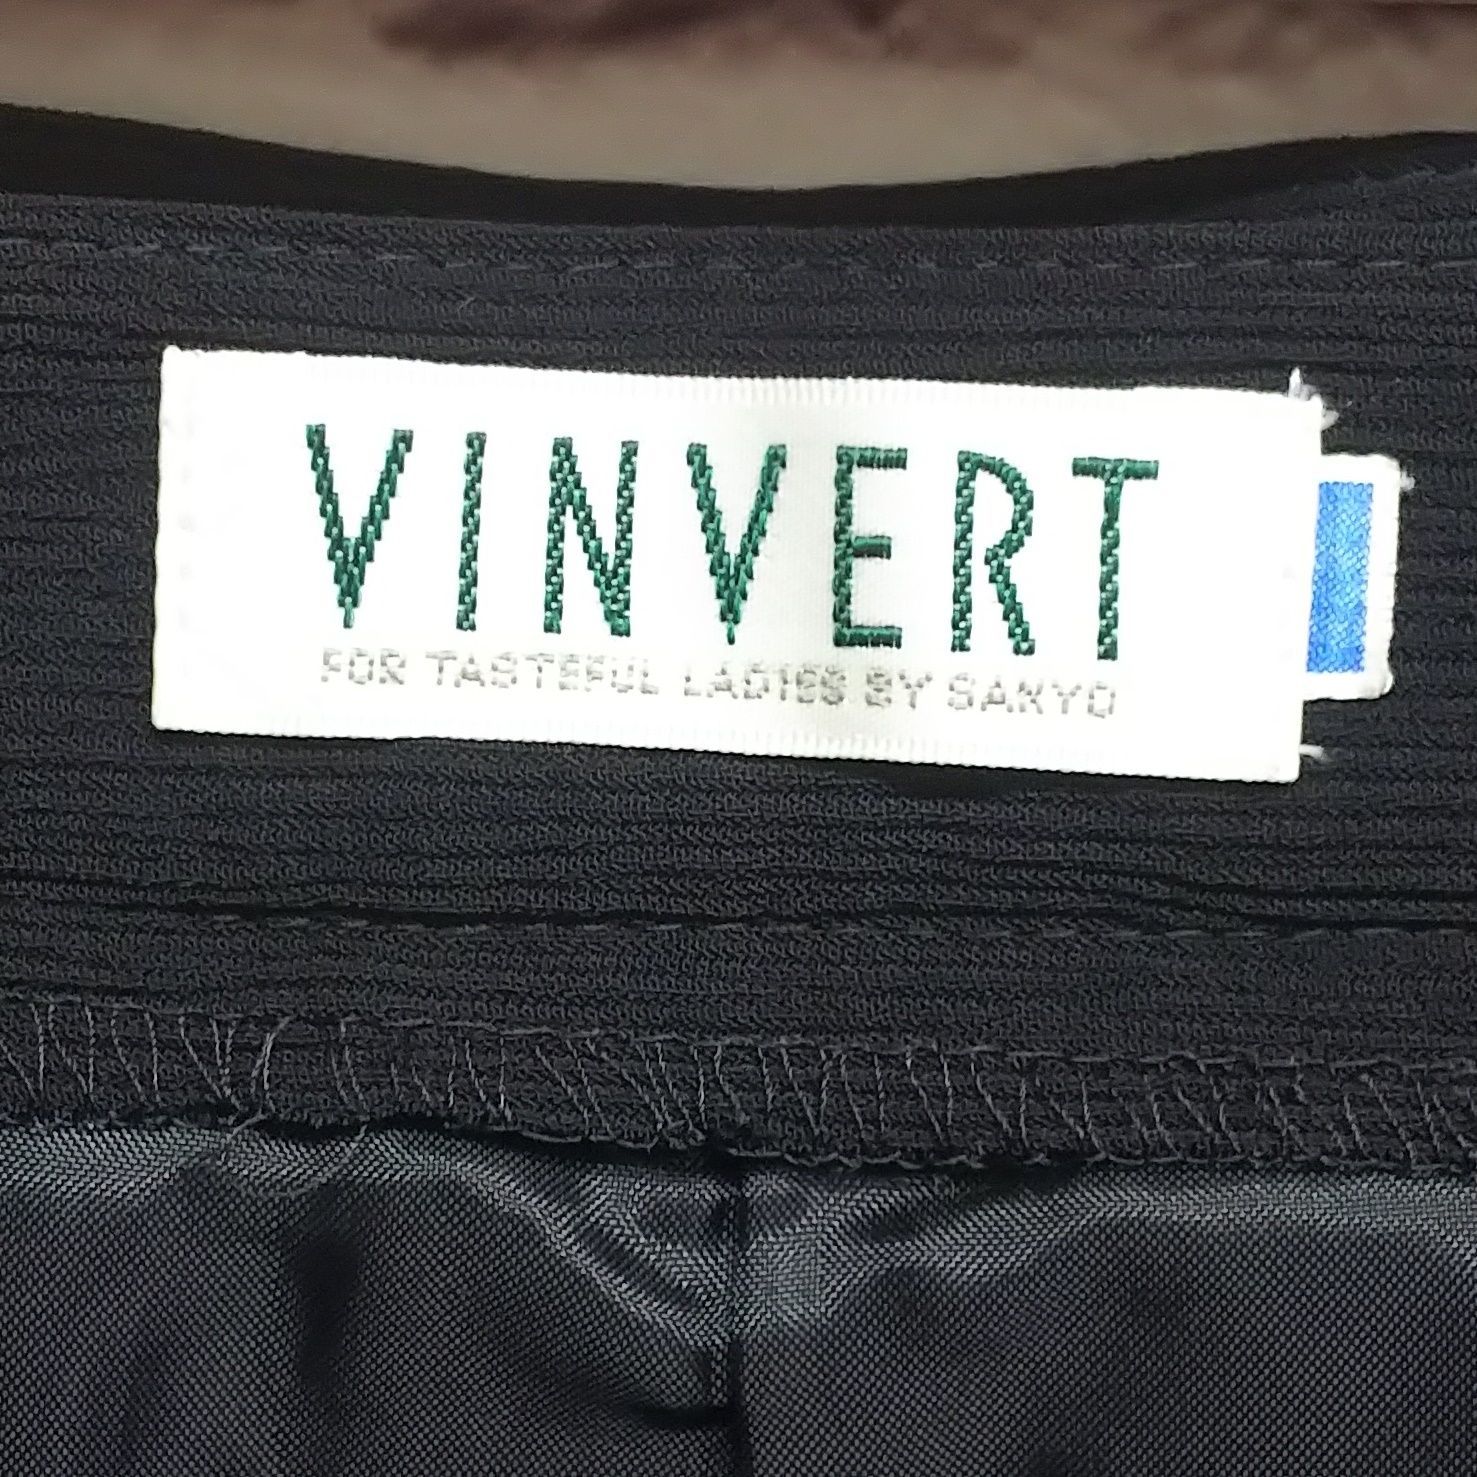 VINVERT
FOR TASTEFUL LADIES BY SANYO